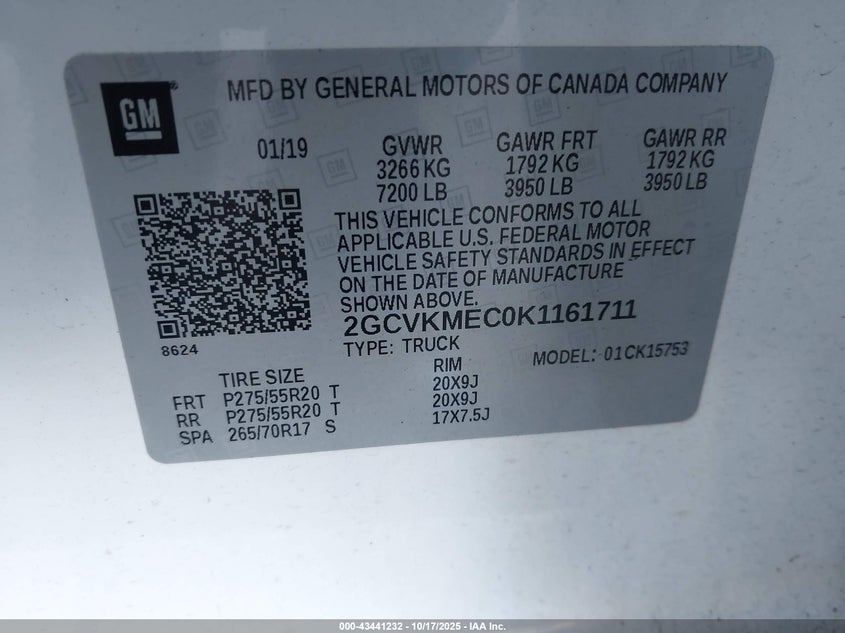 GM
MFD BY GENERAL MOTORS OF CANADA COMPANY
01/19 GVWR GAWR FRT GAWR RR
3266 KG 1792 KG 1792 KG
7200 LB 3950 LB 3950 LB
THIS VEHICLE CONFORMS TO ALL
APPLICABLE U.S. FEDERAL MOTOR
VEHICLE SAFETY STANDARDS IN EFFECT
ON THE DATE OF MANUFACTURE
SHOWN ABOVE.
2GCVKMEC0K1161711
8624
TYPE: TRUCK MODEL: 01CK15753
TIRE SIZE RIM
FRT P275/55R20 T 20X9J
RR P275/55R20 T 20X9J
SPA 265/70R17 S 17X7.5J
000-43441232 - 10/17/2025 - IAA Inc.